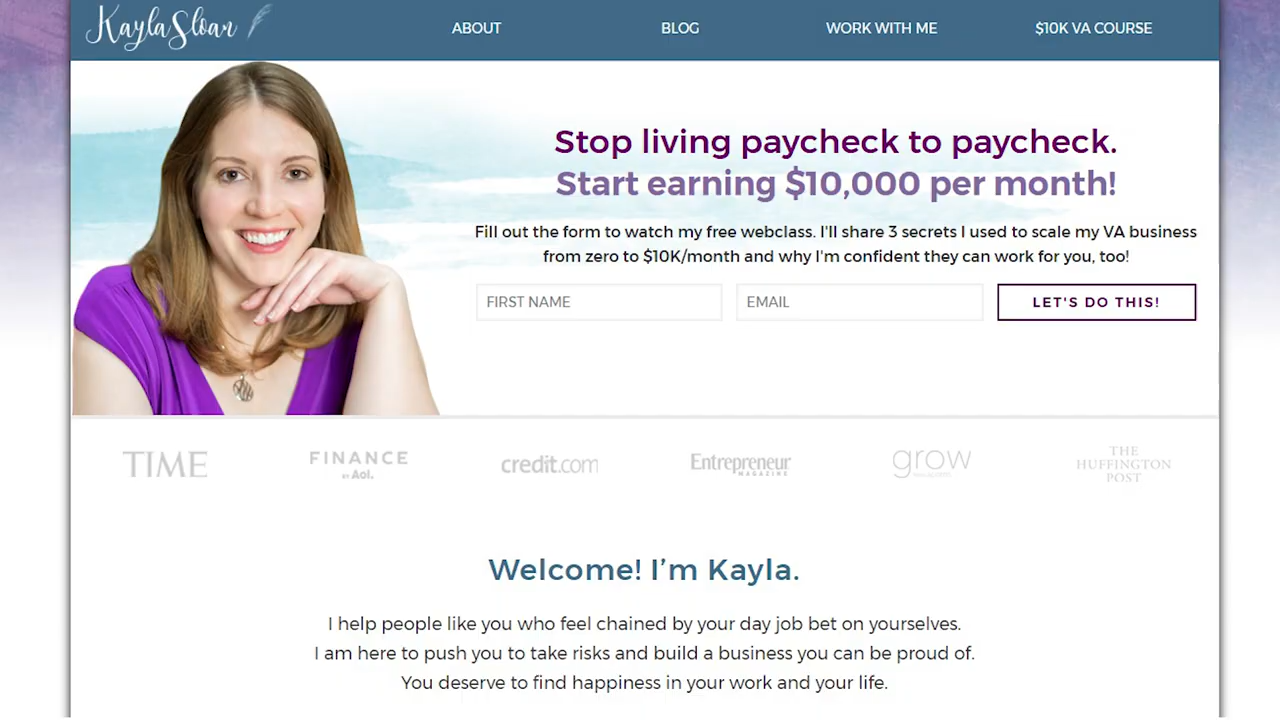 Kayla Sloan
ABOUT
BLOG
WORK WITH ME
$10K VA COURSE
Stop living paycheck to paycheck.
Start earning $10,000 per month!
Fill out the form to watch my free webclass. I'll share 3 secrets I used to scale my VA business
from zero to $10K/month and why I'm confident they can work for you, too!
FIRST NAME
EMAIL
LET'S DO THIS!
TIME
FINANCE
BY Aol.
credit.com
Entrepreneur
MAGAZINE
grow
THE
HUFFINGTON
POST
Welcome! I’m Kayla.
I help people like you who feel chained by your day job bet on yourselves.
I am here to push you to take risks and build a business you can be proud of.
You deserve to find happiness in your work and your life.